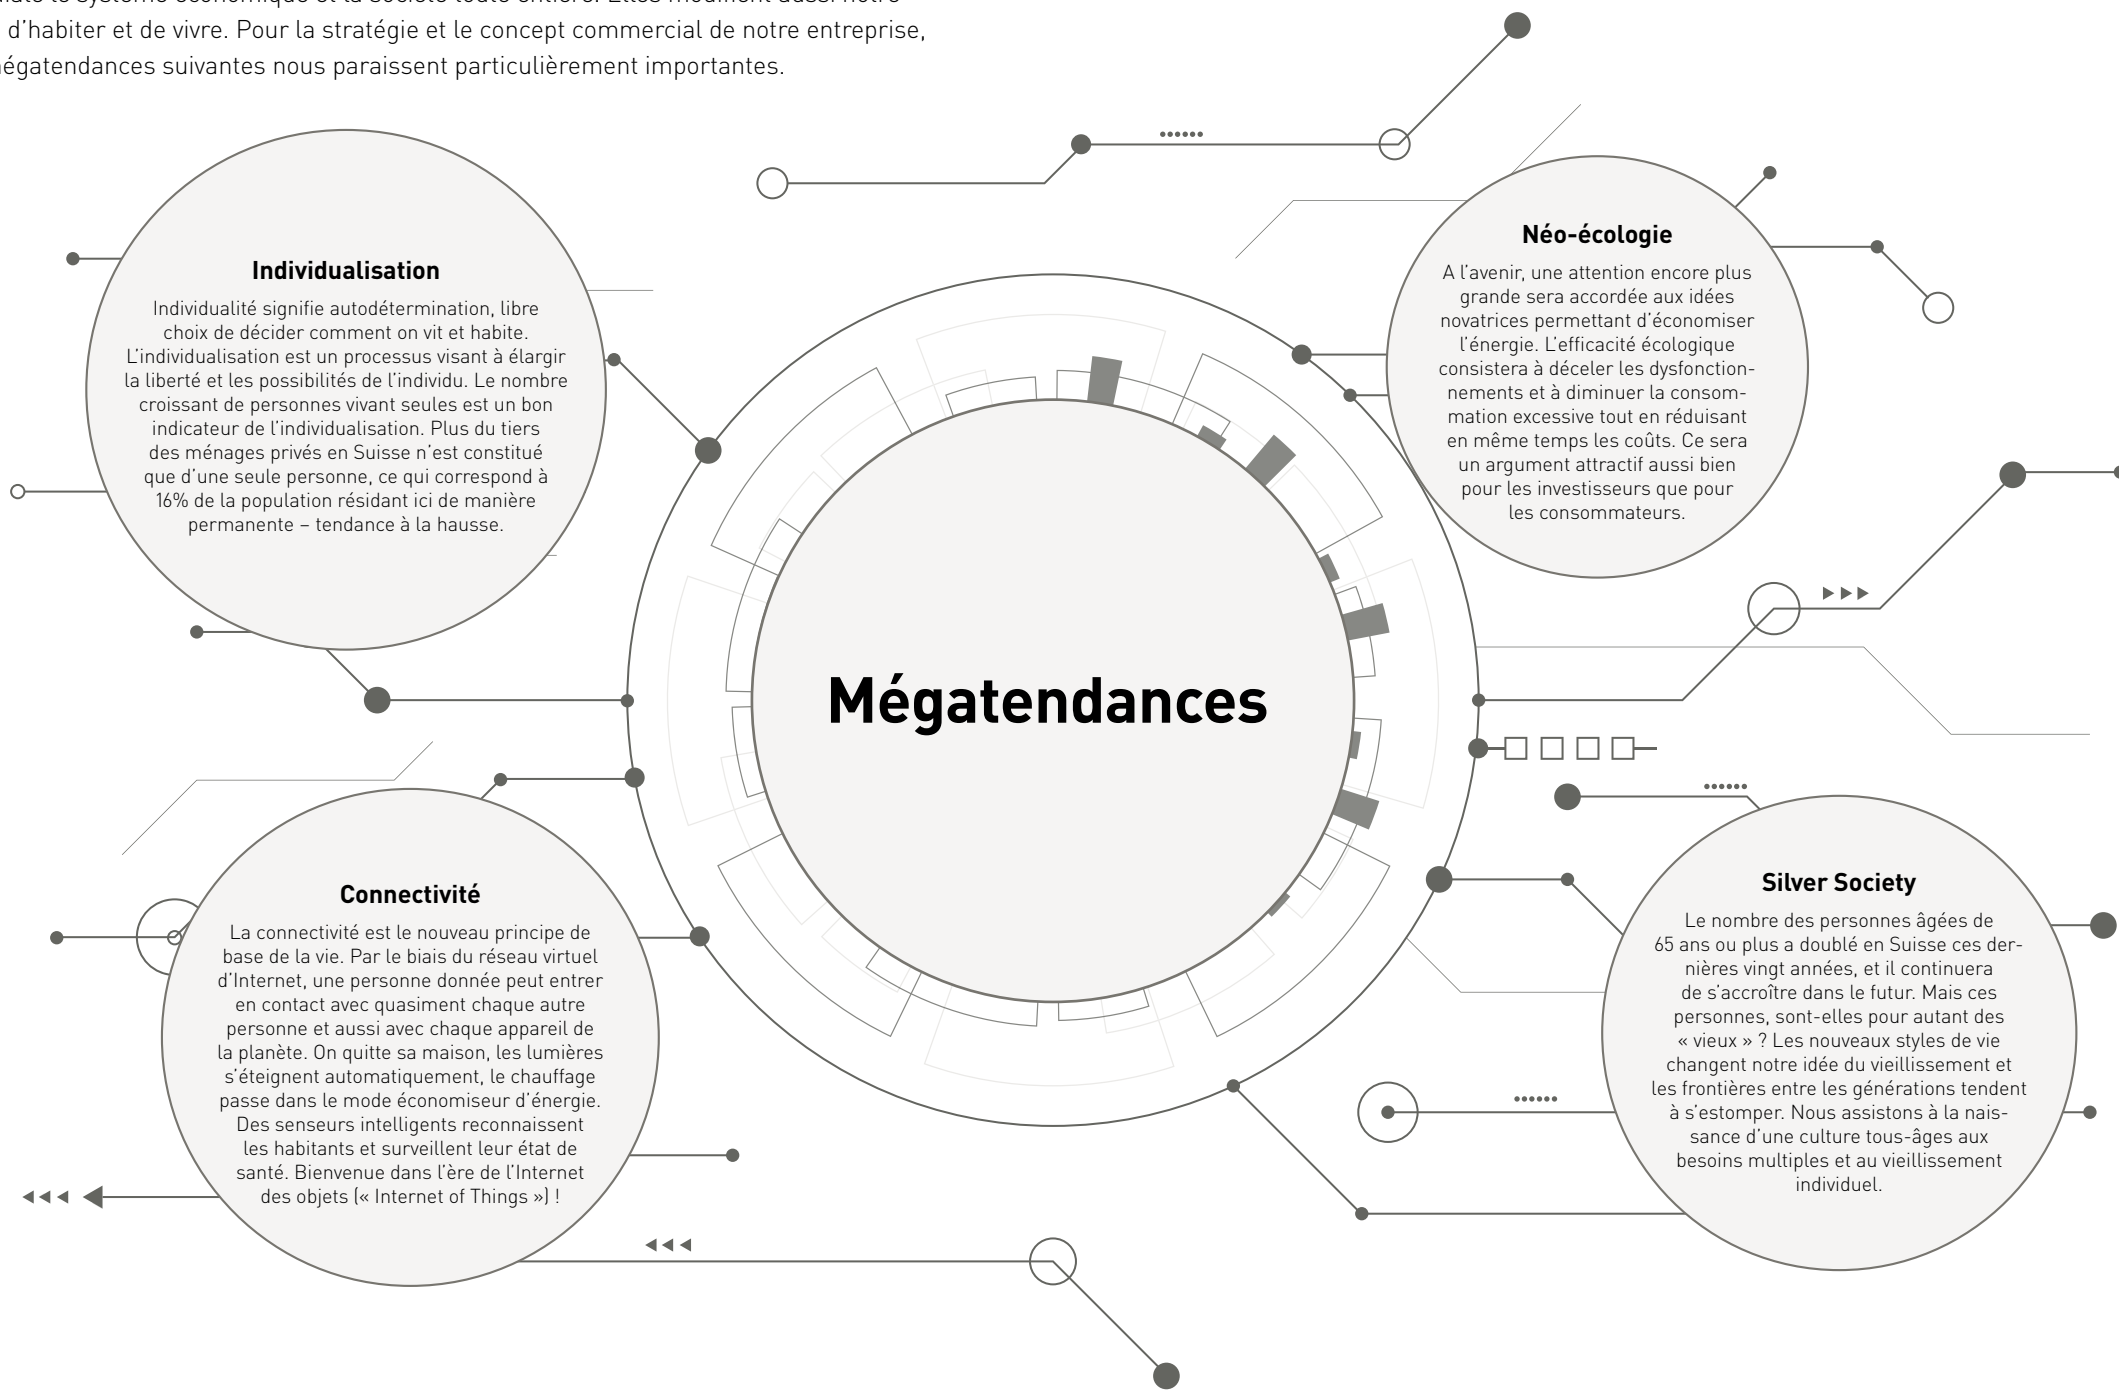 le système économique et la société toute entière. Elles modifient aussi notre
d'habiter et de vivre. Pour la stratégie et le concept commercial de notre entreprise,
mégatendances suivantes nous paraissent particulièrement importantes.
Individualisation
Individualité signifie autodétermination, libre
choix de décider comment on vit et habite.
L'individualisation est un processus visant à élargir
la liberté et les possibilités de l'individu. Le nombre
croissant de personnes vivant seules est un bon
indicateur de l'individualisation. Plus du tiers
des ménages privés en Suisse n'est constitué
que d'une seule personne, ce qui correspond à
16% de la population résidant ici de manière
permanente – tendance à la hausse.
Néo-écologie
A l'avenir, une attention encore plus
grande sera accordée aux idées
novatrices permettant d'économiser
l'énergie. L'efficacité écologique
consistera à déceler les dysfonction-
nements et à diminuer la consom-
mation excessive tout en réduisant
en même temps les coûts. Ce sera
un argument attractif aussi bien
pour les investisseurs que pour
les consommateurs.
Mégatendances
Connectivité
La connectivité est le nouveau principe de
base de la vie. Par le biais du réseau virtuel
d'Internet, une personne donnée peut entrer
en contact avec quasiment chaque autre
personne et aussi avec chaque appareil de
la planète. On quitte sa maison, les lumières
s'éteignent automatiquement, le chauffage
passe dans le mode économiseur d'énergie.
Des senseurs intelligents reconnaissent
les habitants et surveillent leur état de
santé. Bienvenue dans l'ère de l'Internet
des objets (« Internet of Things ») !
Silver Society
Le nombre des personnes âgées de
65 ans ou plus a doublé en Suisse ces der-
nières vingt années, et il continuera
de s'accroître dans le futur. Mais ces
personnes, sont-elles pour autant des
« vieux » ? Les nouveaux styles de vie
changent notre idée du vieillissement et
les frontières entre les générations tendent
à s'estomper. Nous assistons à la nais-
sance d'une culture tous-âges aux
besoins multiples et au vieillissement
individuel.